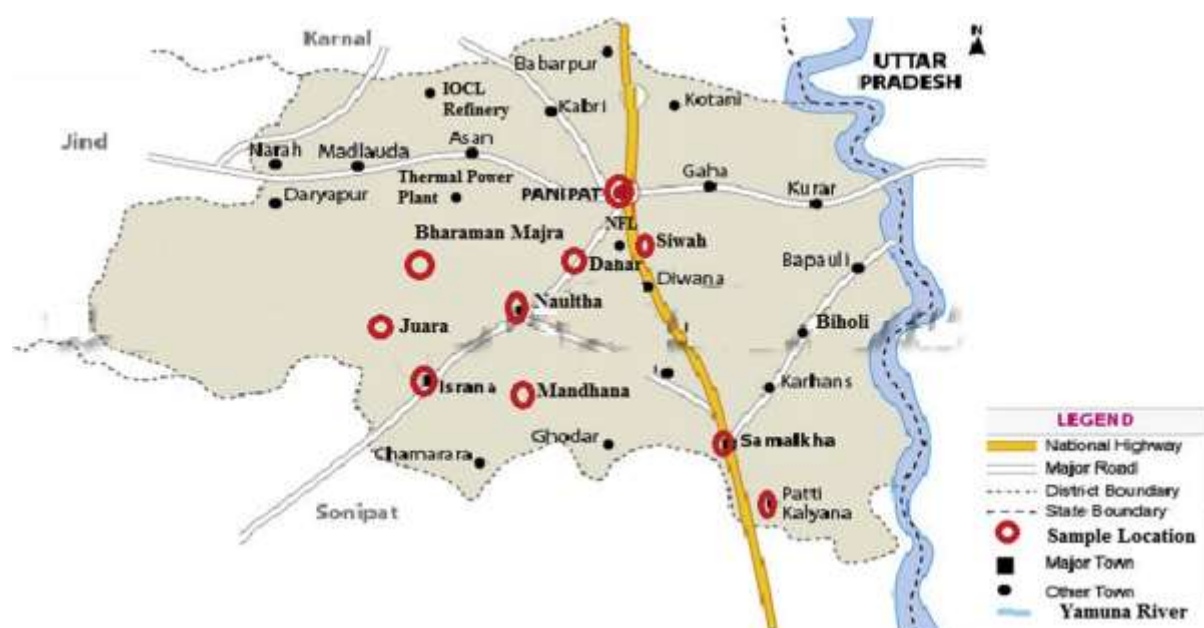 Karnal
N
UTTAR
PRADESH
Babarpur
IOCL
Refinery
Kabri
Kotani
Jind
Asan
Narah
Madlauda
Thermal Power
Plant
Daryapur
PANIPAT
Gaha
Kurar
NFL
Bharaman Majra
Siwah
Dahar
Bapauli
Diwana
Naultha
Juara
Biholi
Israna
Mandhana
Karhans
Ghodar
Samalkha
Chamarara
Patti
Kalyana
Sonipat
LEGEND
National Highway
Major Road
District Boundary
State Boundary
Sample Location
Major Town
Other Town
Yamuna River